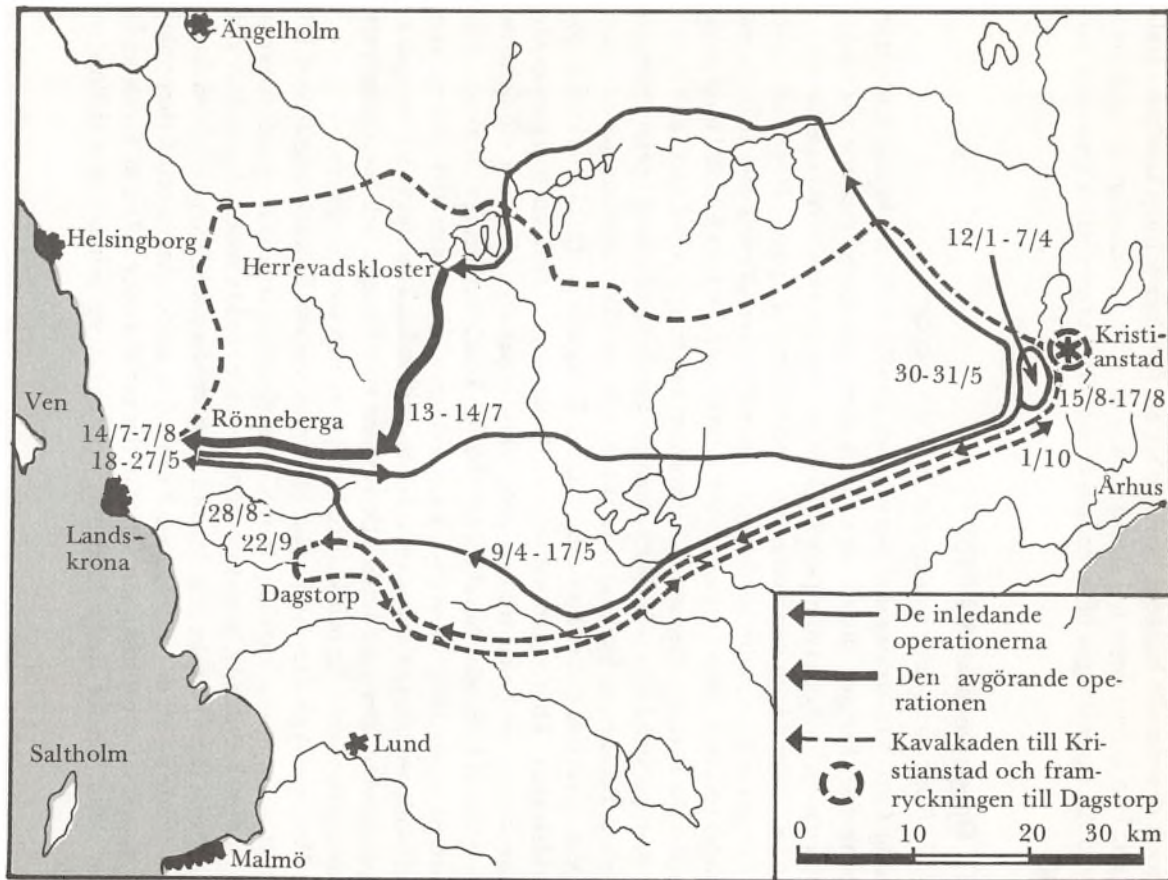 Ängelholm
Helsingborg
Herrevadskloster
12/1 - 7/4
Kristi-
anstad
30-31/5
15/8-17/8
Ven
Rönneberga
13 - 14/7
14/7-7/8
18-27/5
1/10
Århus
Lands-
krona
28/8-
22/9
9/4 - 17/5
Dagstorp
De inledande
operationerna
Den avgörande ope-
rationen
Saltholm
Lund
Kavalkaden till Kri-
stianstad och fram-
ryckningen till Dagstorp
Malmö
0 10 20 30 km